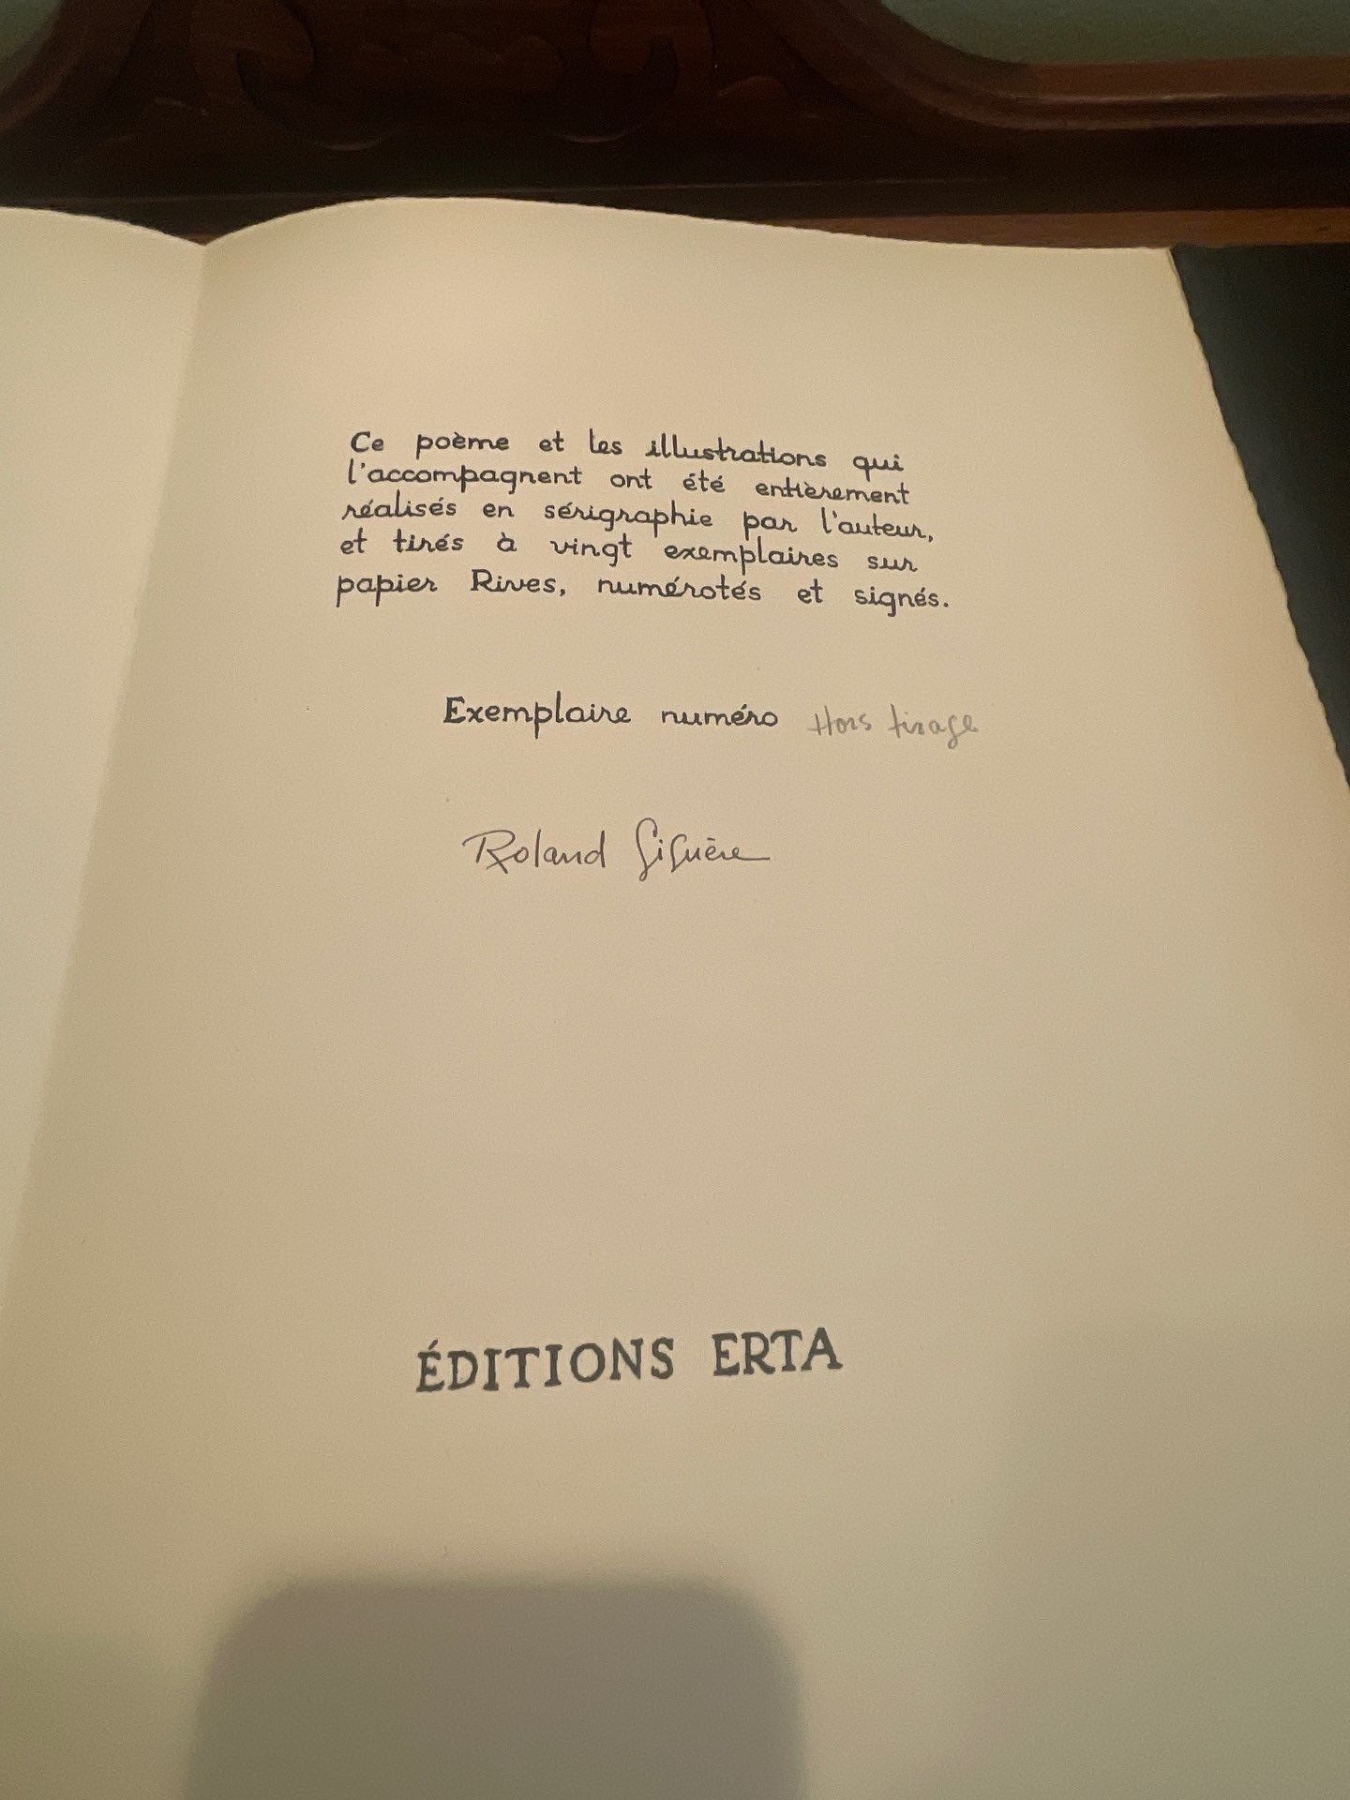 Ce poème et les illustrations qui
l'accompagnent ont été entièrement
réalisés en sérigraphie par l'auteur,
et tirés à vingt exemplaires sur
papier Rives, numérotés et signés.
Exemplaire numéro Hors tirage
Roland Giguère
ÉDITIONS ERTA